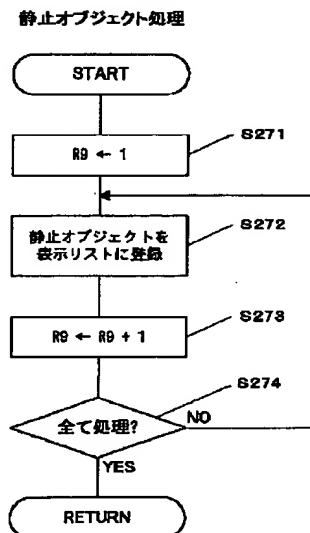 静止オブジェクト処理
START
S271
R9 ← 1
S272
静止オブジェクトを
表示リストに登録
S273
R9 ← R9 + 1
S274
全て処理?
NO
YES
RETURN